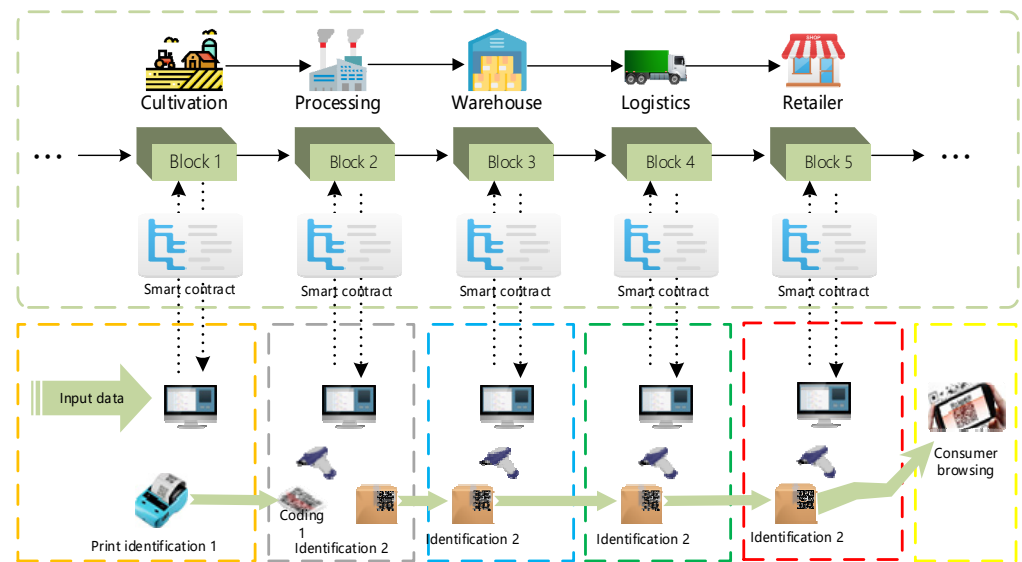 SHOP
Cultivation
Processing
Warehouse
Logistics
Retailer
...
Block 1
Block 2
Block 3
Block 4
Block 5
...
Smart contract
Smart contract
Smart contract
Smart contract
Smart contract
Input data
Consumer
browsing
Coding
1
Print identification 1
Identification 2
Identification 2
Identification 2
Identification 2